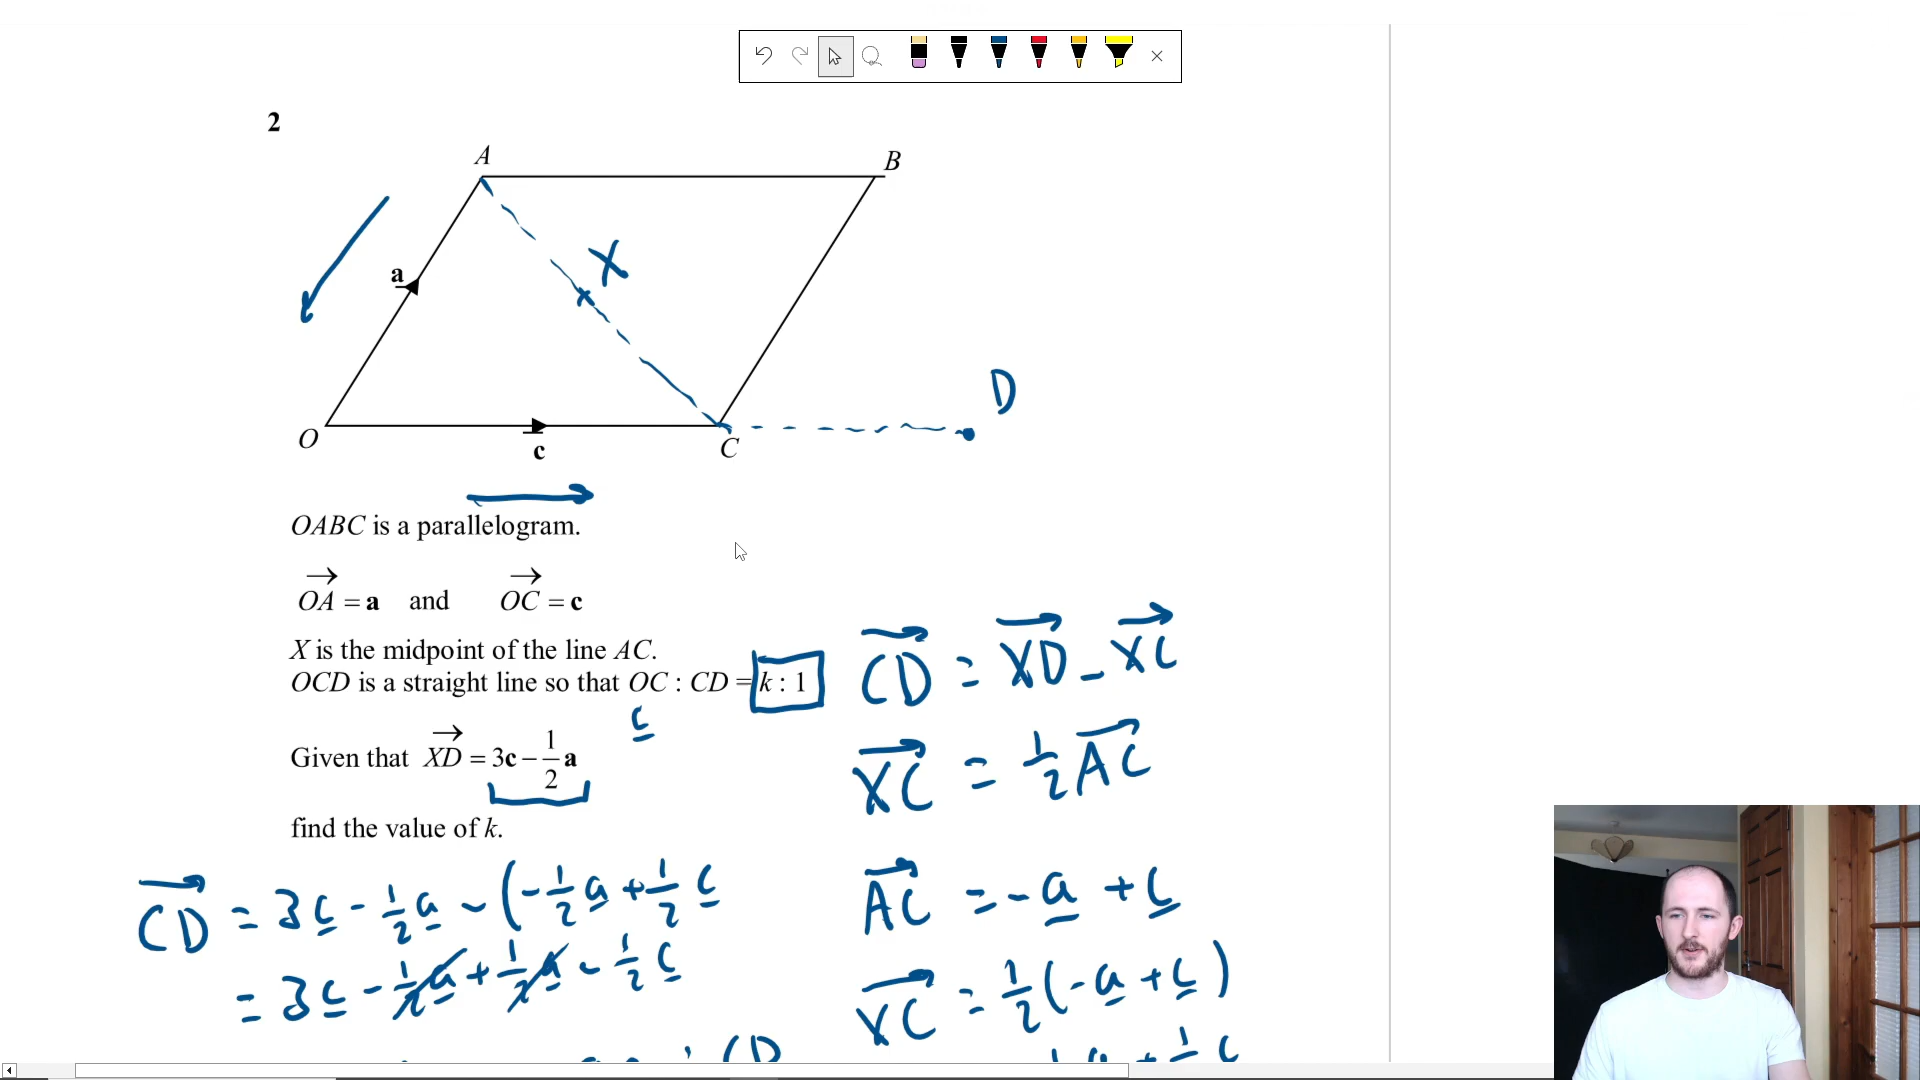 2
A
B
X
a
D
O
c
C
OABC is a parallelogram.
→ →
OA = a and OC = c
X is the midpoint of the line AC.
OCD is a straight line so that OC : CD = k : 1
c
Given that XD→ = 3c − 1/2 a
find the value of k.
CD→ = XD→ - XC→
XC→ = 1/2 AC→
AC→ = -a + c
XC→ = 1/2(-a + c)
CD→ = 3c - 1/2 a - (-1/2 a + 1/2 c
= 3c - 1/2 a + 1/2 a - 1/2 c
: CD